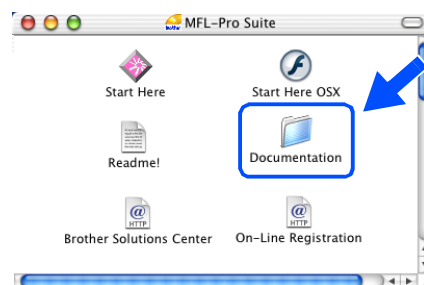 MFL-Pro Suite
Start Here
Start Here OSX
Readme!
Documentation
@
HTTP
@
HTTP
Brother Solutions Center
On-Line Registration